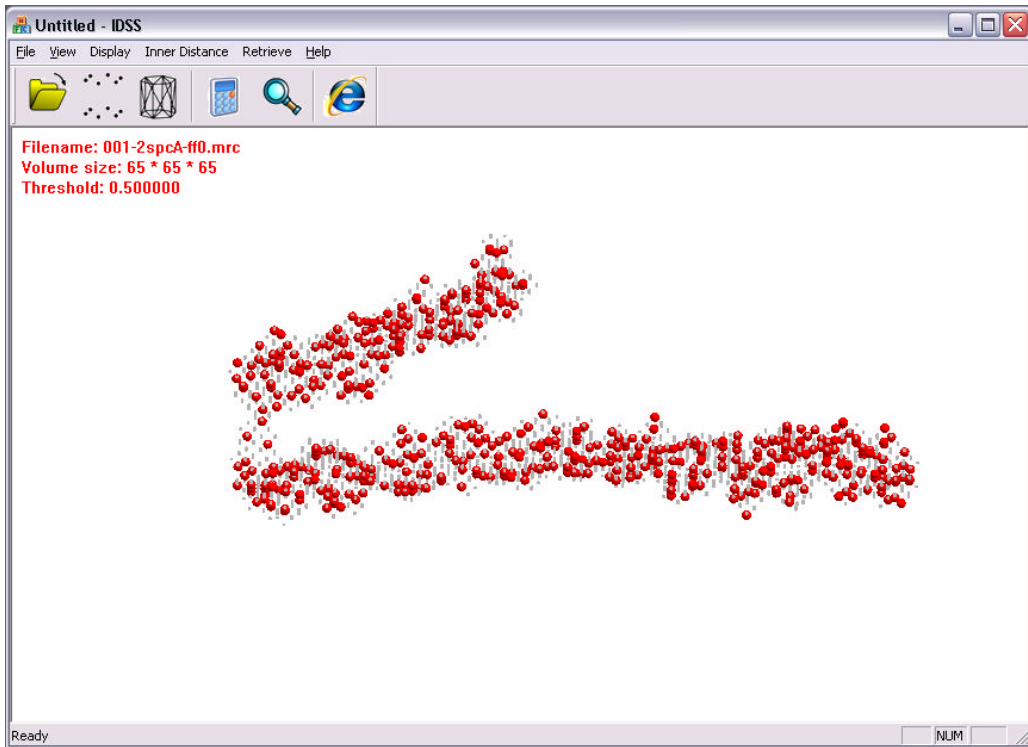 Untitled - IDSS
File View Display Inner Distance Retrieve Help
Filename: 001-2spcA-ff0.mrc
Volume size: 65 * 65 * 65
Threshold: 0.500000
Ready NUM